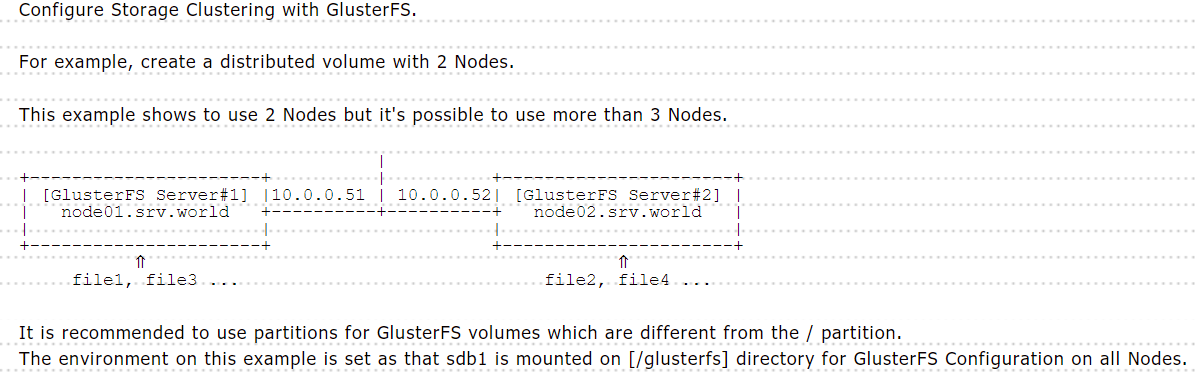 Configure Storage Clustering with GlusterFS.
For example, create a distributed volume with 2 Nodes.
This example shows to use 2 Nodes but it's possible to use more than 3 Nodes.
                                       |
+----------------------+               |            +----------------------+
| [GlusterFS Server#1] |10.0.0.51 | 10.0.0.52| [GlusterFS Server#2] |
| node01.srv.world +----------+----------+ node02.srv.world |
| | | |
+----------------------+ +----------------------+
⇑ ⇑
file1, file3 ... file2, file4 ...
It is recommended to use partitions for GlusterFS volumes which are different from the / partition.
The environment on this example is set as that sdb1 is mounted on [/glusterfs] directory for GlusterFS Configuration on all Nodes.